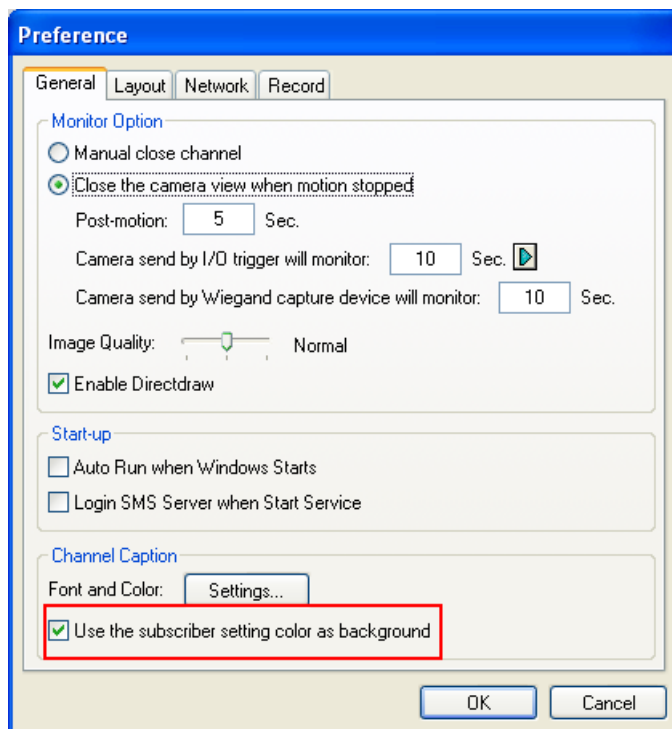 Preference
General Layout Network Record
Monitor Option
Manual close channel
Close the camera view when motion stopped
Post-motion: 5 Sec.
Camera send by I/O trigger will monitor: 10 Sec.
Camera send by Wiegand capture device will monitor: 10 Sec.
Image Quality: Normal
Enable Directdraw
Start-up
Auto Run when Windows Starts
Login SMS Server when Start Service
Channel Caption
Font and Color: Settings...
Use the subscriber setting color as background
OK Cancel